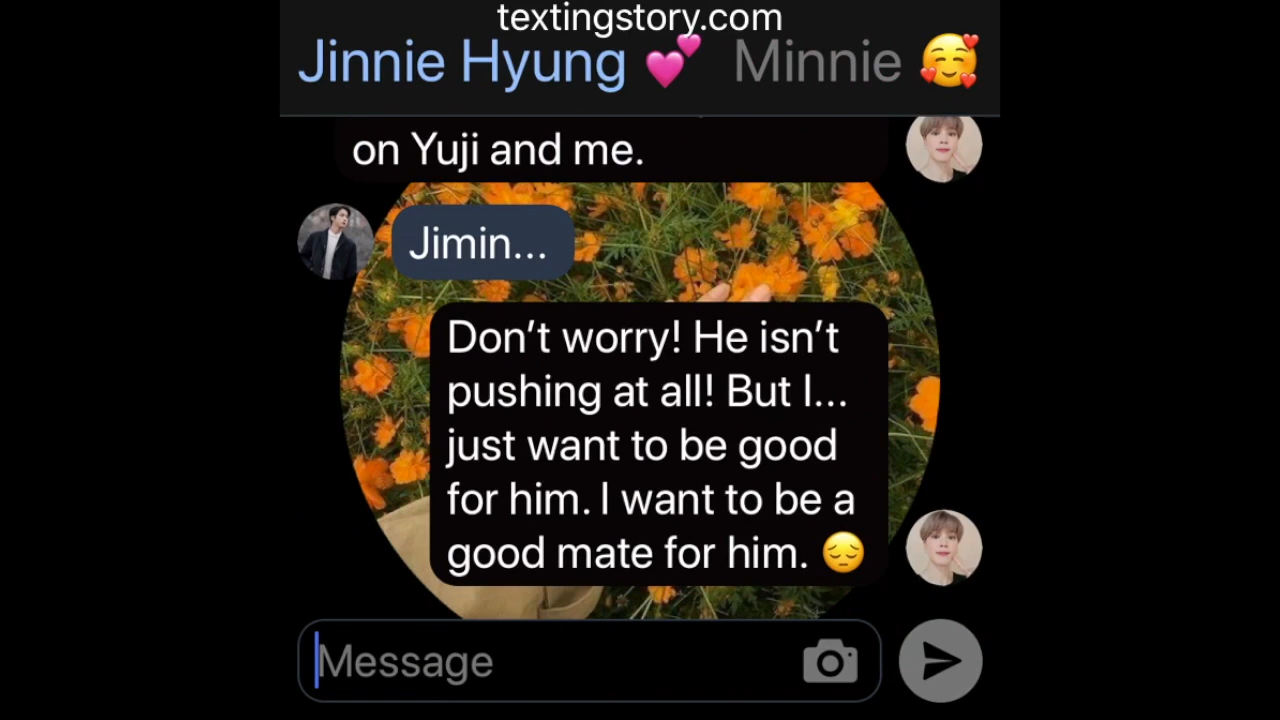 textingstory.com
Jinnie Hyung 💕 Minnie 🥰
on Yuji and me.
Jimin...
Don't worry! He isn't
pushing at all! But I...
just want to be good
for him. I want to be a
good mate for him. 😔
Message